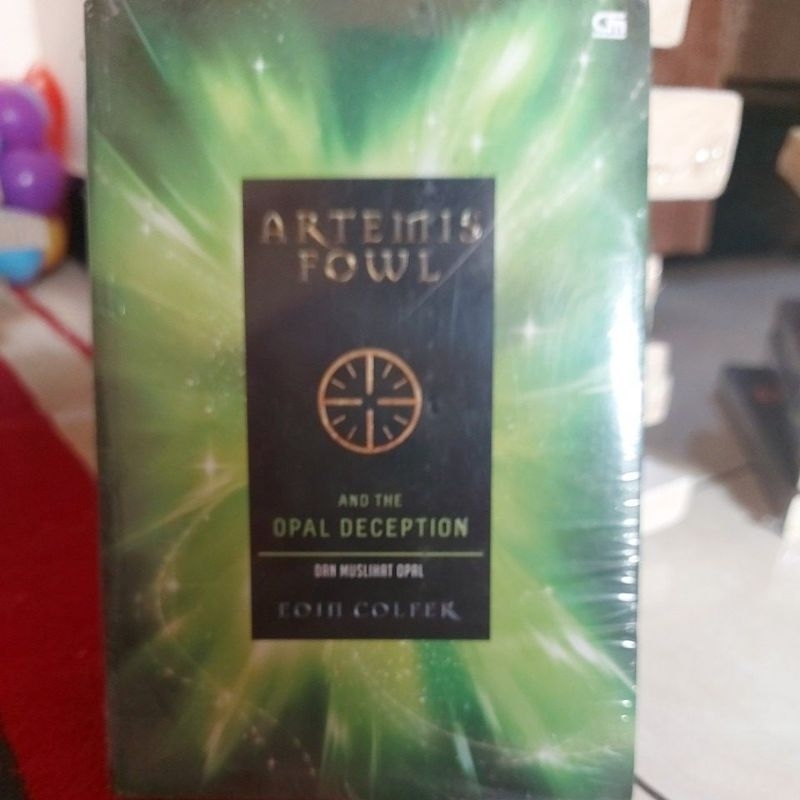 ARTEMIS
FOWL
AND THE
OPAL DECEPTION
DAN MUSLIHAT OPAL
EOIN COLFER